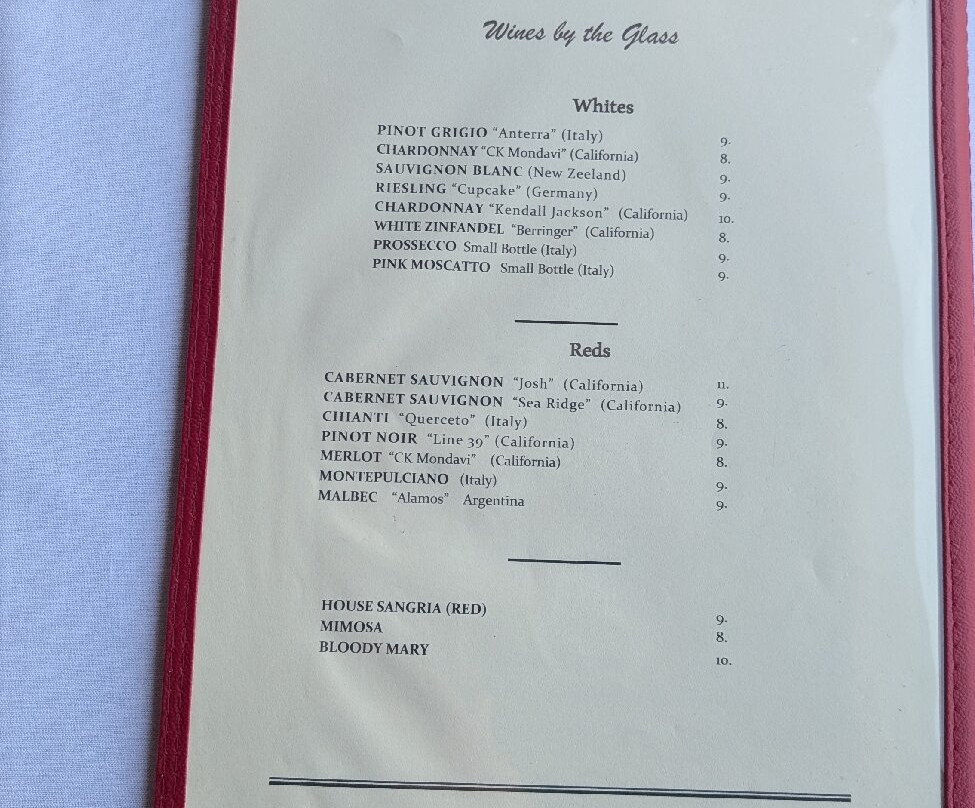 Wines by the Glass
Whites
PINOT GRIGIO "Anterra" (Italy) 9.
CHARDONNAY "CK Mondavi" (California) 8.
SAUVIGNON BLANC (New Zeeland) 9.
RIESLING "Cupcake" (Germany) 9.
CHARDONNAY "Kendall Jackson" (California) 10.
WHITE ZINFANDEL "Berringer" (California) 8.
PROSSECCO Small Bottle (Italy) 9.
PINK MOSCATTO Small Bottle (Italy) 9.
Reds
CABERNET SAUVIGNON "Josh" (California) 11.
CABERNET SAUVIGNON "Sea Ridge" (California) 9.
CHIANTI "Querceto" (Italy) 8.
PINOT NOIR "Line 39" (California) 9.
MERLOT "CK Mondavi" (California) 8.
MONTEPULCIANO (Italy) 9.
MALBEC "Alamos" Argentina 9.
HOUSE SANGRIA (RED) 9.
MIMOSA 8.
BLOODY MARY 10.